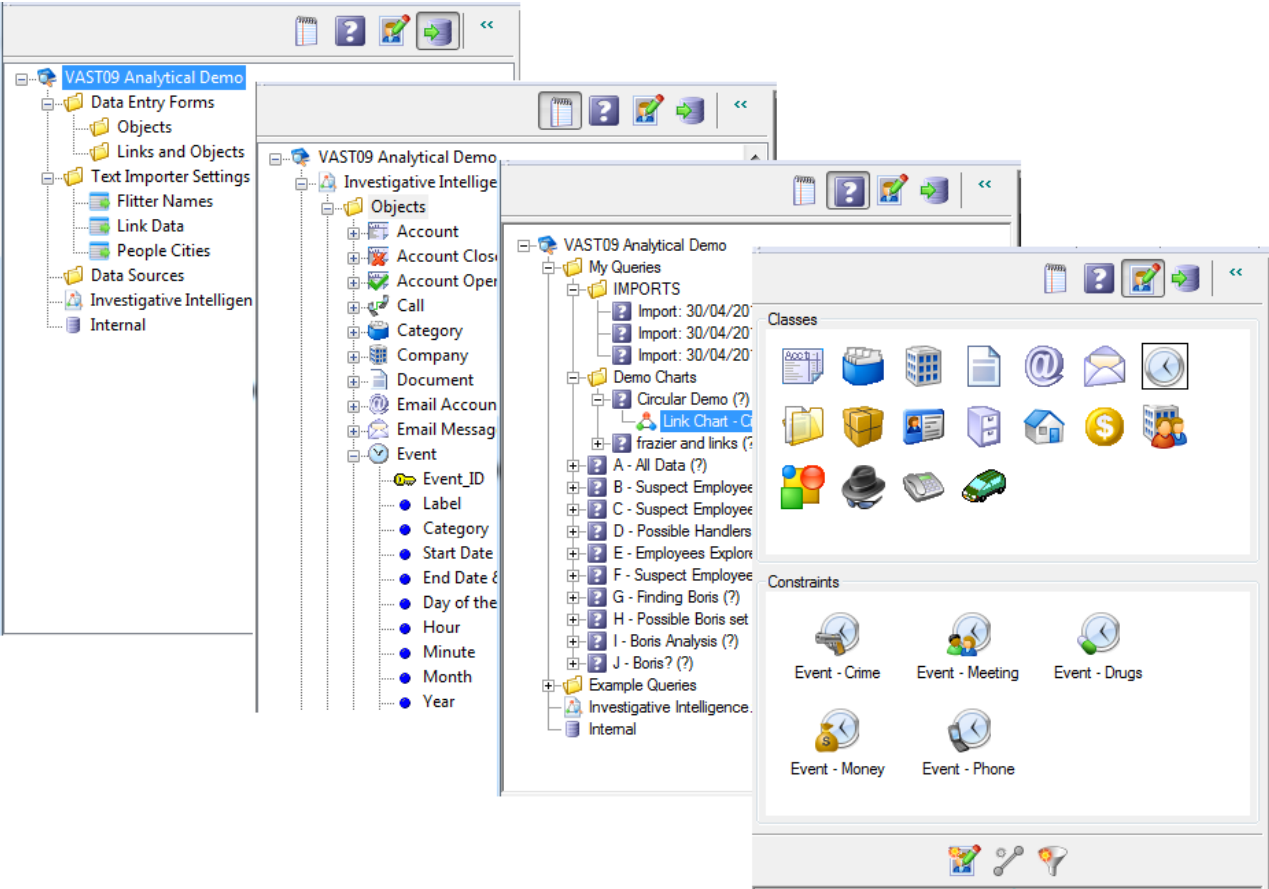 VAST09 Analytical Demo
Data Entry Forms
Objects
Links and Objects
Text Importer Settings
Flitter Names
Link Data
People Cities
Data Sources
Investigative Intelligen
Internal
VAST09 Analytical Demo
Investigative Intellige
Objects
Account
Account Clos
Account Oper
Call
Category
Company
Document
Email Accoun
Email Messag
Event
Event_ID
Label
Category
Start Date
End Date &
Day of the
Hour
Minute
Month
Year
VAST09 Analytical Demo
My Queries
IMPORTS
Import: 30/04/20
Import: 30/04/20
Import: 30/04/20
Demo Charts
Circular Demo (?)
Link Chart - Ci
frazier and links (?
A - All Data (?)
B - Suspect Employee
C - Suspect Employee
D - Possible Handlers
E - Employees Explore
F - Suspect Employee
G - Finding Boris (?)
H - Possible Boris set
I - Boris Analysis (?)
J - Boris? (?)
Example Queries
Investigative Intelligence.
Internal
Classes
Acct
Constraints
Event - Crime
Event - Meeting
Event - Drugs
Event - Money
Event - Phone